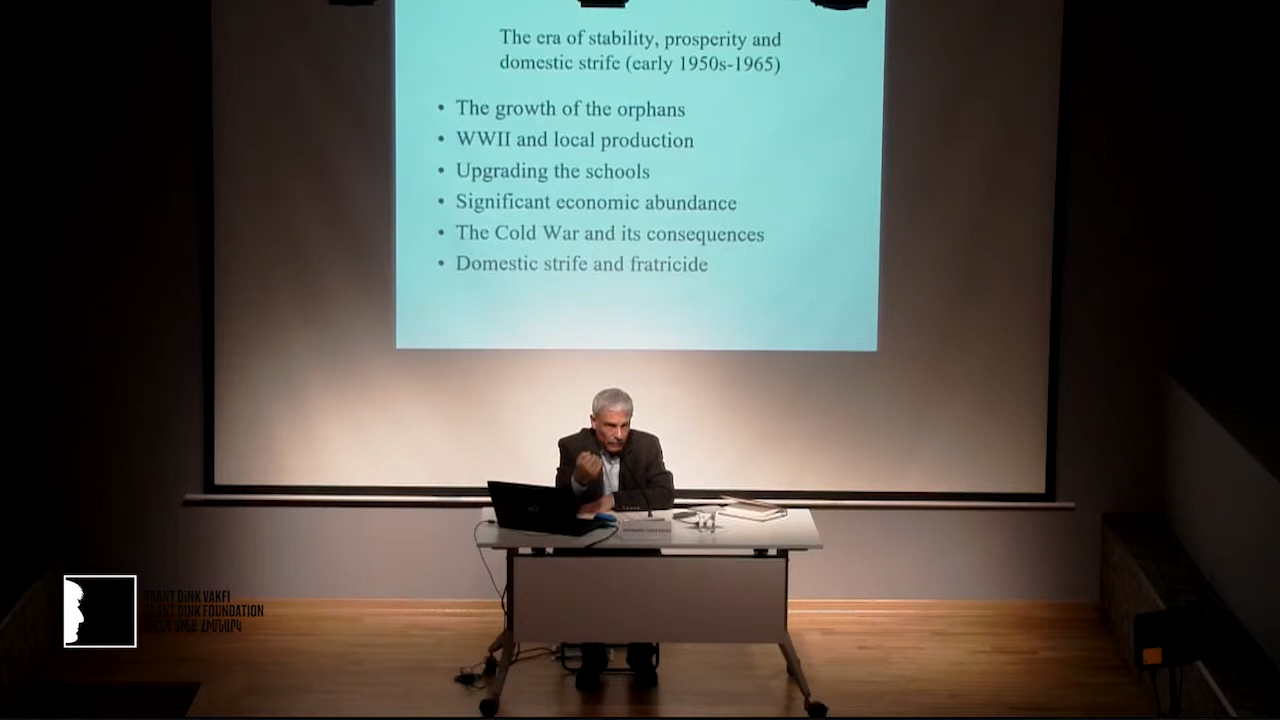 The era of stability, prosperity and
domestic strife (early 1950s-1965)
• The growth of the orphans
• WWII and local production
• Upgrading the schools
• Significant economic abundance
• The Cold War and its consequences
• Domestic strife and fratricide
HRANT DİNK VAKFI
HRANT DINK FOUNDATION